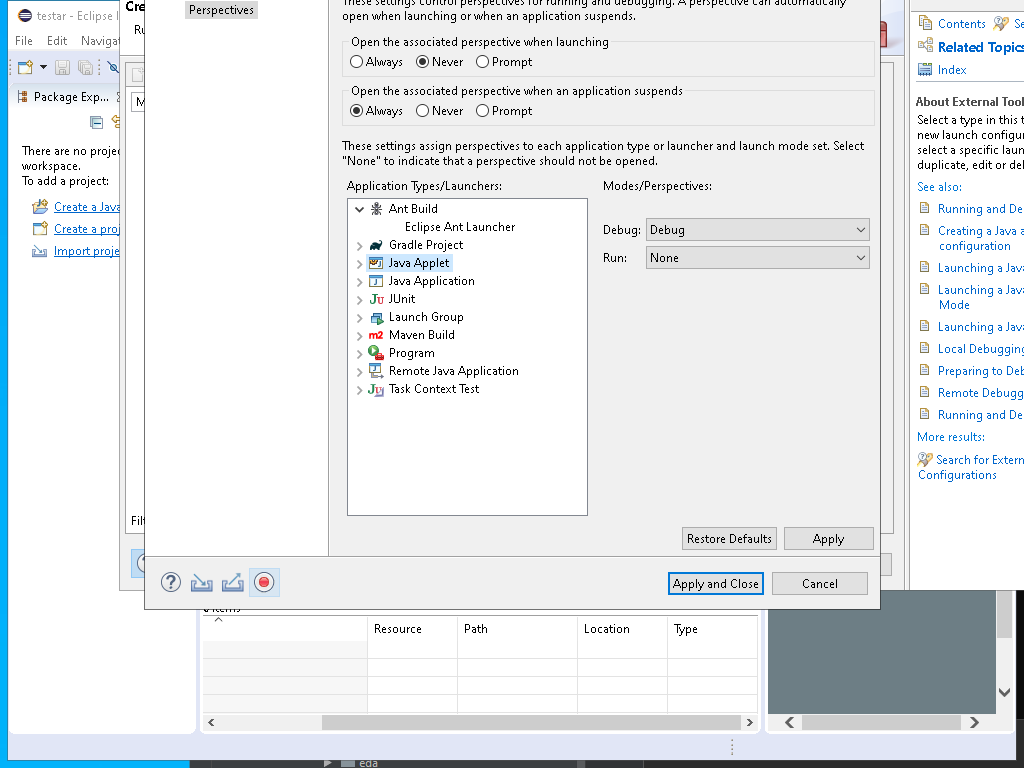 testar - Eclipse
File Edit Navigat
Package Exp...
There are no proje
workspace.
To add a project:
Create a Java
Create a proj
Import proje
Cre
Ru
M
Filt
Perspectives
These settings control perspectives for running and debugging. A perspective can automatically
open when launching or when an application suspends.
Open the associated perspective when launching
Always Never Prompt
Open the associated perspective when an application suspends
Always Never Prompt
These settings assign perspectives to each application type or launcher and launch mode set. Select
"None" to indicate that a perspective should not be opened.
Application Types/Launchers:
Ant Build
Eclipse Ant Launcher
Gradle Project
Java Applet
Java Application
JUnit
Launch Group
Maven Build
Program
Remote Java Application
Task Context Test
Modes/Perspectives:
Debug: Debug
Run: None
Restore Defaults Apply
Apply and Close Cancel
Contents Se
Related Topics
Index
About External Tool
Select a type in this t
new launch configur
select a specific laun
duplicate, edit or del
See also:
Running and De
Creating a Java a
configuration
Launching a Java
Launching a Java
Mode
Launching a Java
Local Debugging
Preparing to Deb
Remote Debugg
Running and De
More results:
Search for Extern
Configurations
0 items
Resource Path Location Type
eda